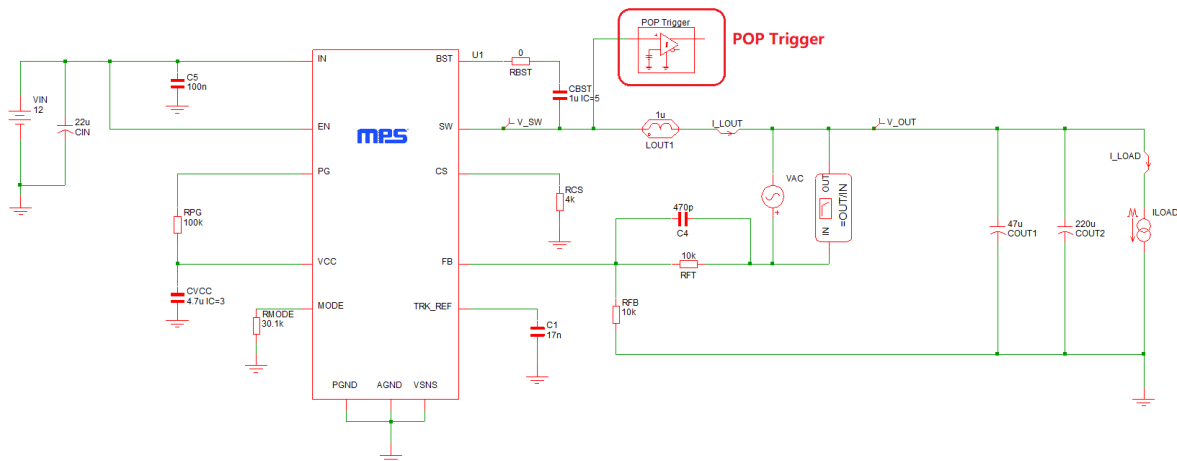 POP Trigger
POP Trigger
IN
BST
U1
0
RBST
C5
100n
CBST
1u IC=5
VIN
12
22u
CIN
EN
mps
SW
V_SW
1u
LOUT1
I_LOUT
V_OUT
I_LOAD
PG
CS
VAC
OUT
=OUT/IN
IN
RPG
100k
RCS
4k
470p
C4
ILOAD
47u
COUT1
220u
COUT2
VCC
FB
10k
RFT
CVCC
4.7u IC=3
MODE
RMODE
30.1k
TRK_REF
RFB
10k
C1
17n
PGND
AGND
VSNS